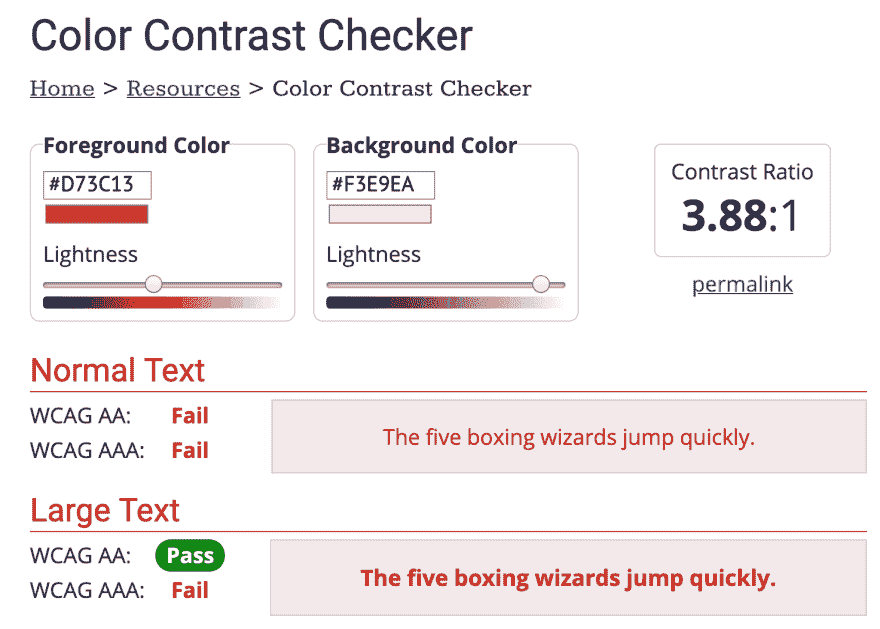 Color Contrast Checker
Home > Resources > Color Contrast Checker
Foreground Color
#D73C13
Lightness
Background Color
#F3E9EA
Lightness
Contrast Ratio
3.88:1
permalink
Normal Text
WCAG AA: Fail
WCAG AAA: Fail
The five boxing wizards jump quickly.
Large Text
WCAG AA: Pass
WCAG AAA: Fail
The five boxing wizards jump quickly.